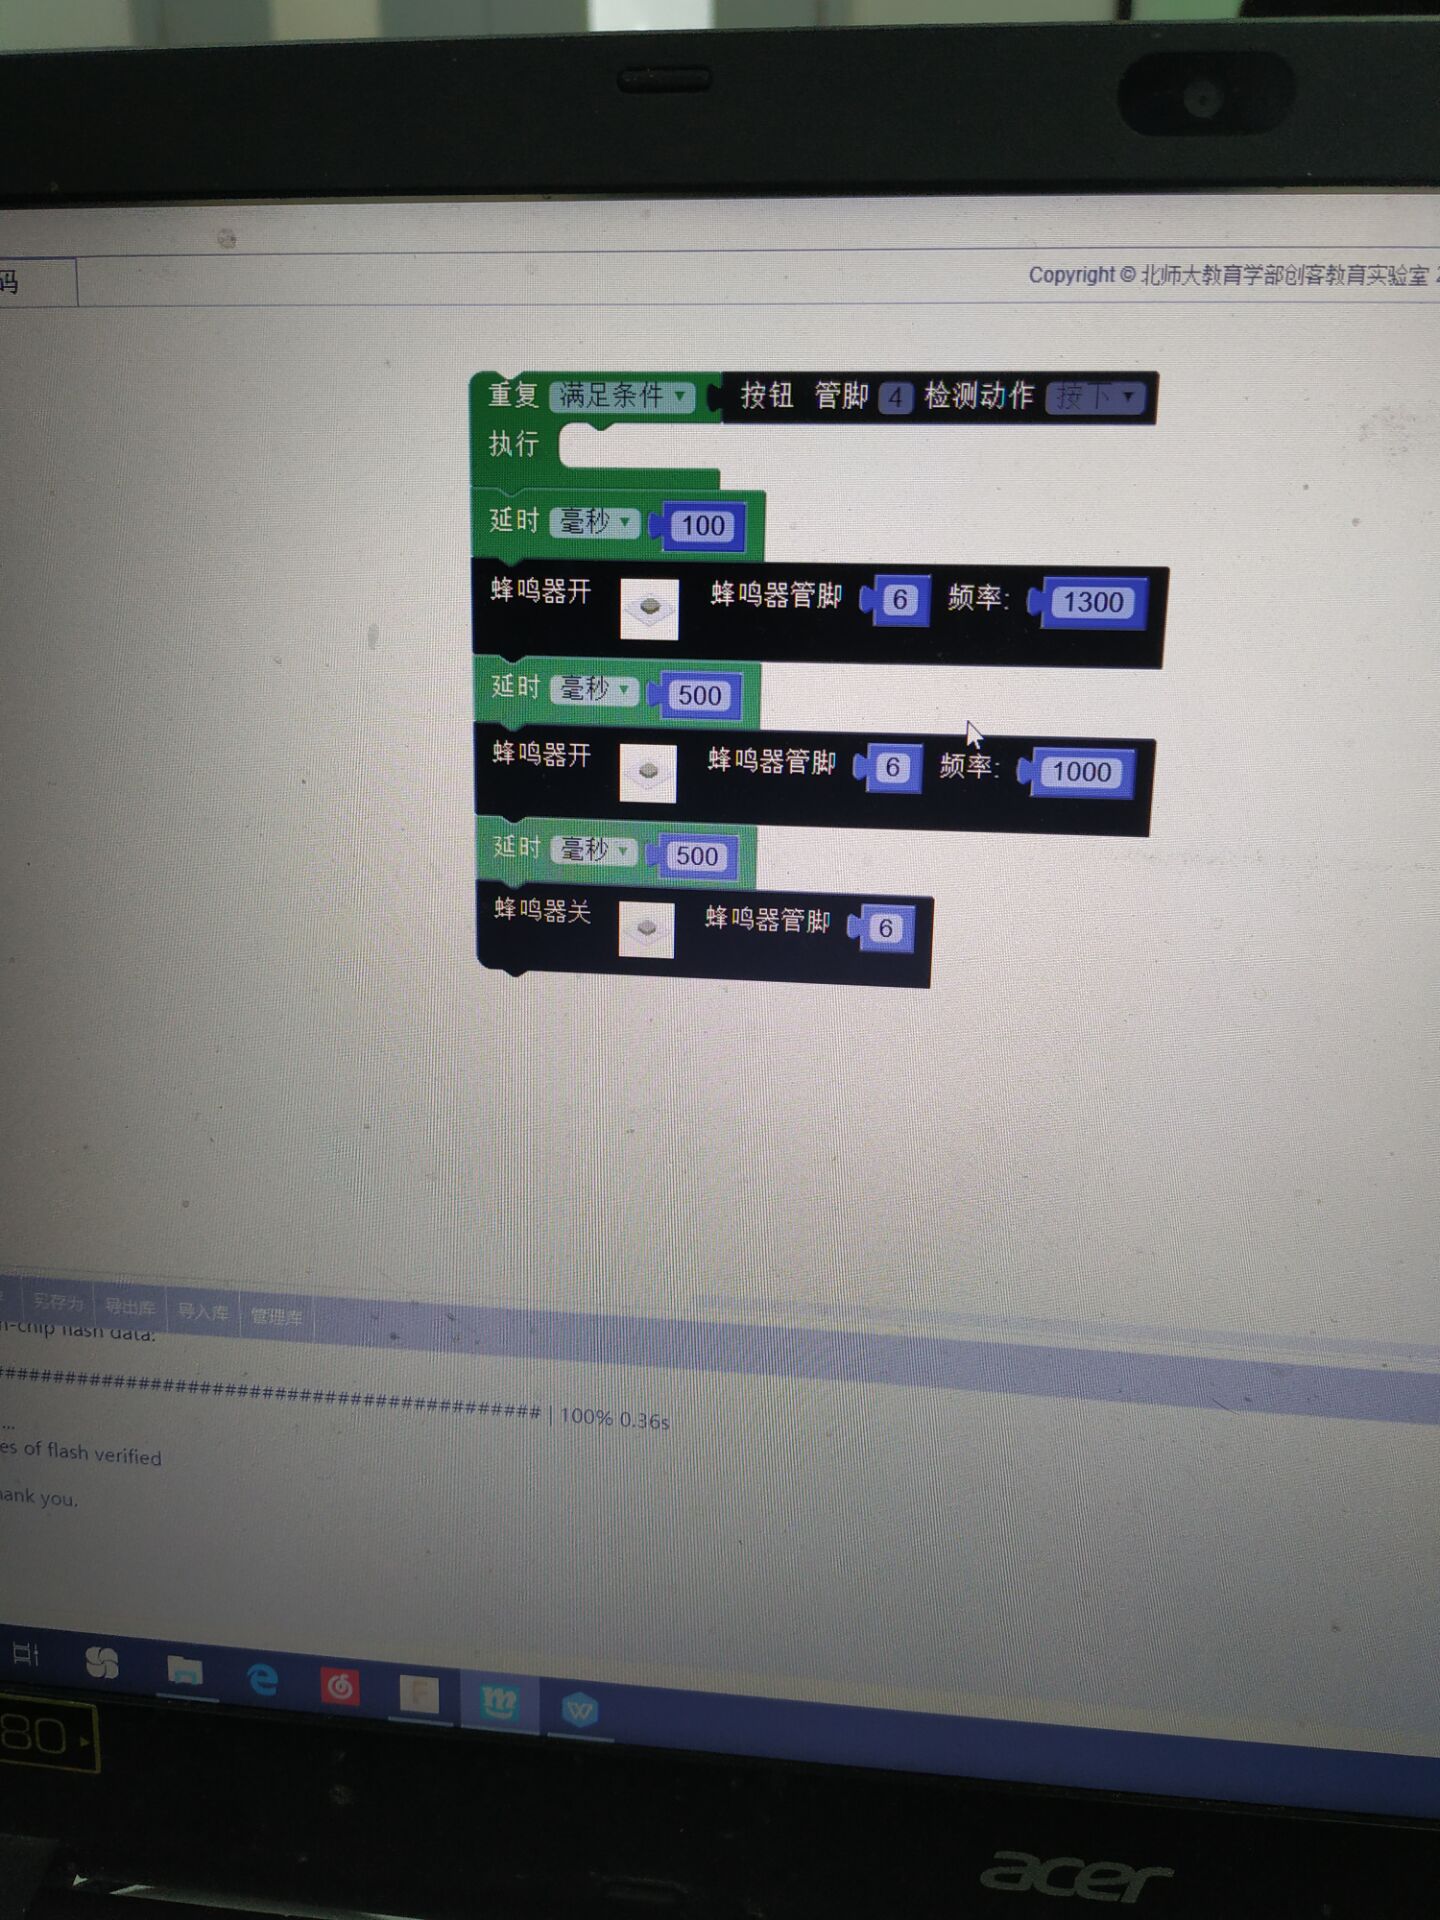 码
Copyright © 北师大教育学部创客教育实验室 2
重复 满足条件 按钮 管脚 4 检测动作 按下
执行
延时 毫秒 100
蜂鸣器开 蜂鸣器管脚 6 频率: 1300
延时 毫秒 500
蜂鸣器开 蜂鸣器管脚 6 频率: 1000
延时 毫秒 500
蜂鸣器关 蜂鸣器管脚 6
另存为 导出库 导入库 管理库
n-chip flash data:
############################################ | 100% 0.36s
...
es of flash verified
hank you.
80
acer